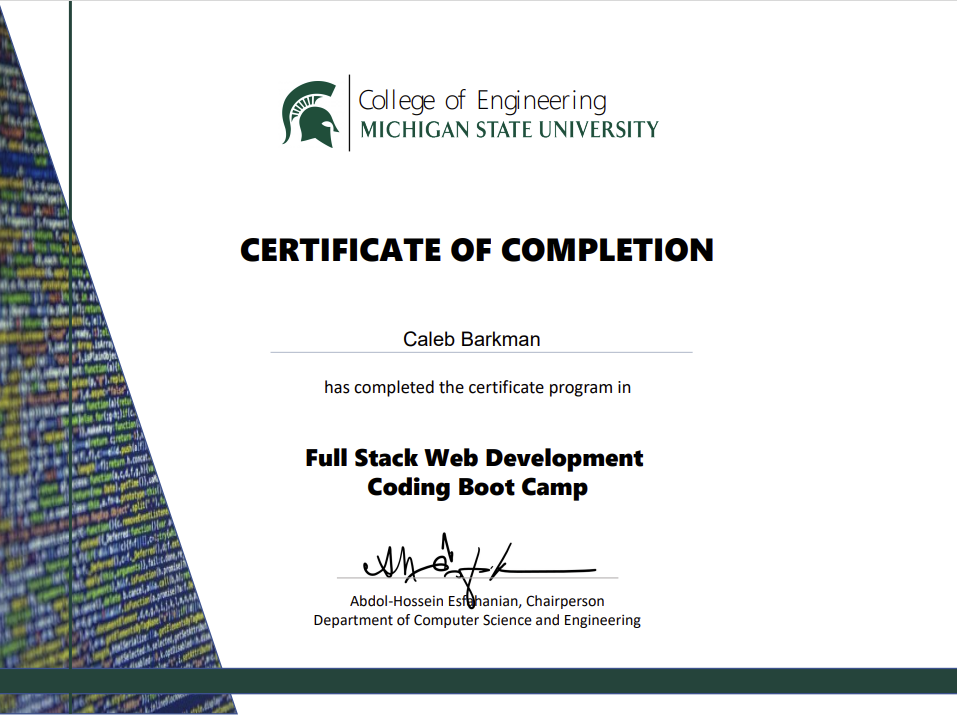 College of Engineering
MICHIGAN STATE UNIVERSITY
CERTIFICATE OF COMPLETION
Caleb Barkman
has completed the certificate program in
Full Stack Web Development
Coding Boot Camp
Abdol-Hossein Esfahanian, Chairperson
Department of Computer Science and Engineering